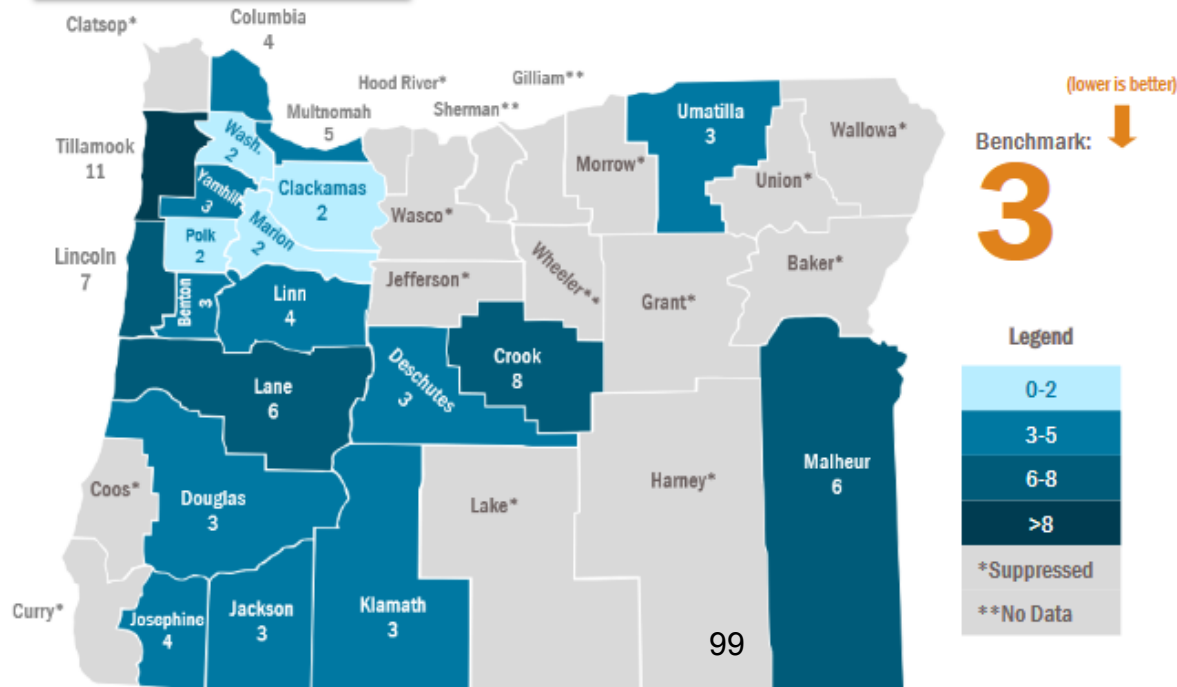 Clatsop*
Columbia
4
Hood River*
Gilliam**
Sherman**
Multnomah
5
Tillamook
11
Wash.
2
Yamhill
3
Clackamas
2
Marion
2
Polk
2
Lincoln
7
Benton
3
Linn
4
Wasco*
Jefferson*
Wheeler**
Morrow*
Umatilla
3
Union*
Wallowa*
Baker*
Grant*
Lane
6
Deschutes
3
Crook
8
Douglas
3
Coos*
Curry*
Josephine
4
Jackson
3
Klamath
3
Lake*
Harney*
Malheur
6
99
(lower is better)
Benchmark:
3
Legend
0-2
3-5
6-8
>8
*Suppressed
**No Data